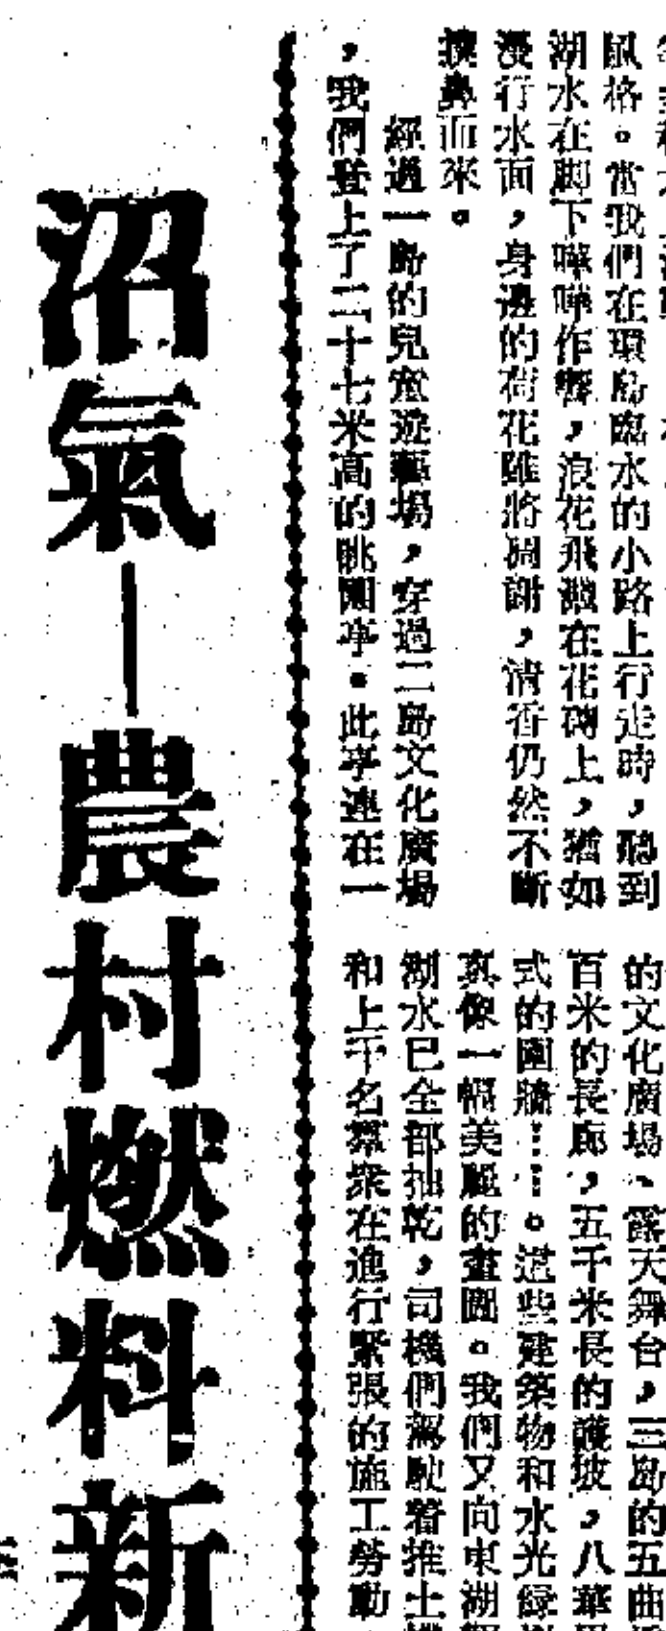 風格。當我們在環島臨水的小路上行走時，聽到
湖水在脚下嘩嘩作響，浪花飛濺在花磚上，猶如
漫行水面，身邊的荷花雖將凋謝，清香仍然不斷
撲鼻而來。
經過一島的兒童遊藝場，穿過二島文化廣場
，我們登上了二十七米高的眺園亭。此亭連在一
的文化廣場、露天舞台，三島的五曲
百米的長廊，五千米長的護坡，八華里
式的圍牆……。這些建築物和水光綠樹
真像一幅美麗的畫圖。我們又向東湖
湖水已全部抽乾，司機們駕駛着推土機
和上千名羣衆在進行緊張的施工勞動
沼氣—農村燃料新